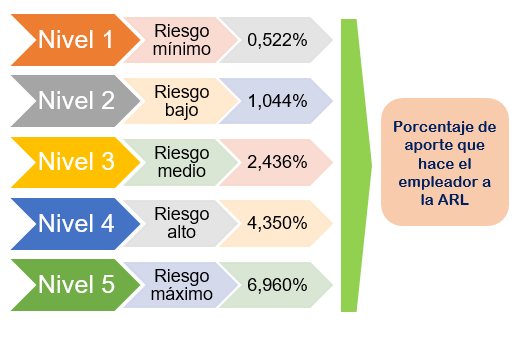 Nivel 1
Riesgo
mínimo
0,522%
Nivel 2
Riesgo
bajo
1,044%
Nivel 3
Riesgo
medio
2,436%
Nivel 4
Riesgo
alto
4,350%
Nivel 5
Riesgo
máximo
6,960%
Porcentaje de
aporte que
hace el
empleador a
la ARL